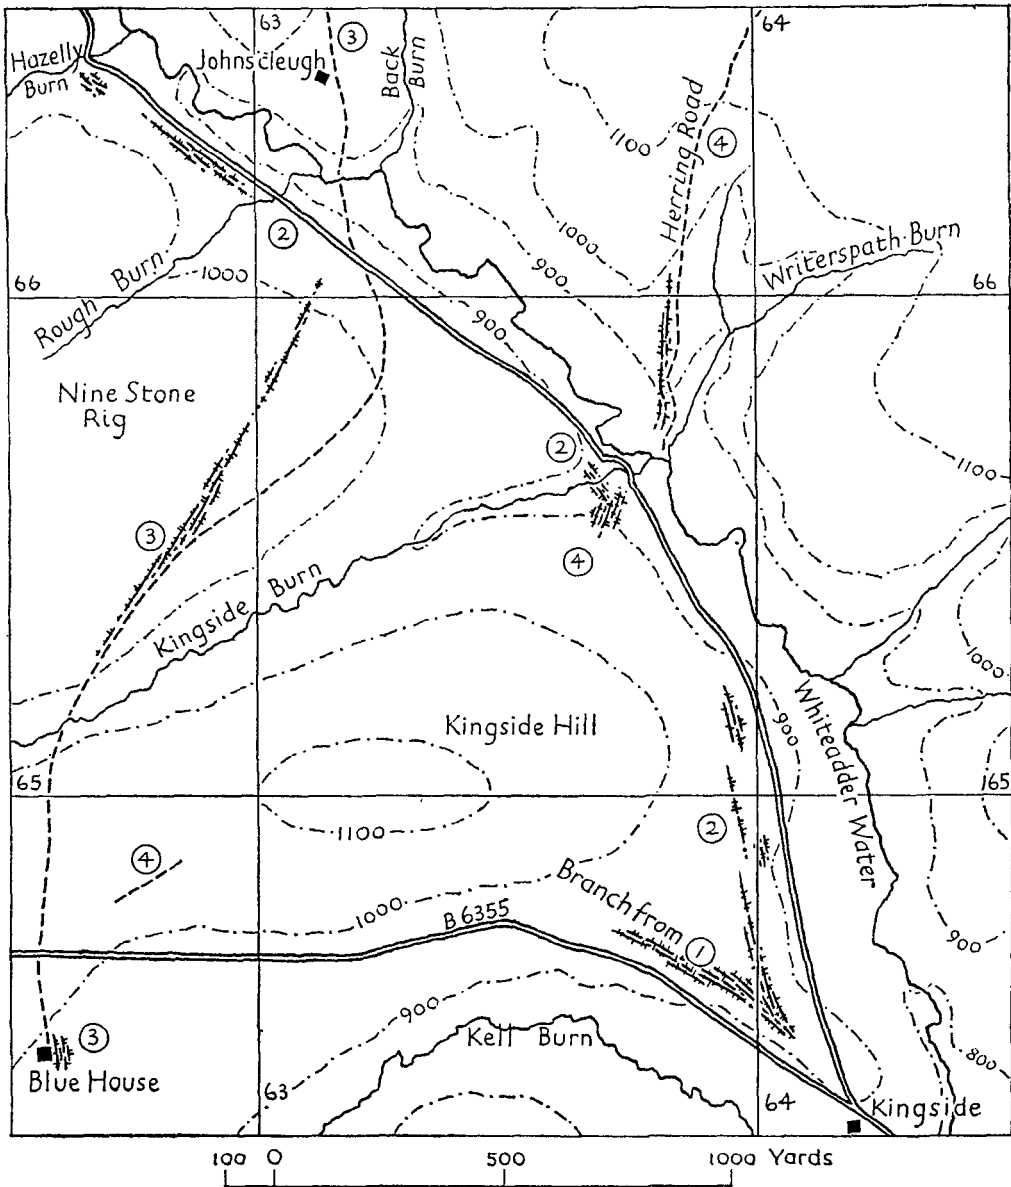 63
64
③
Hazelly
Burn
Johnscleugh
Back
Burn
1100
④
Herring Road
②
1000
Writerspath Burn
Rough Burn
1000
900
66
66
900
Nine Stone
Rig
②
1100
③
④
Kingside Burn
1000
Kingside Hill
900
Whiteadder Water
65
65
②
1100
④
Branch from
①
1000
B 6355
900
900
③
Kell Burn
800
Blue House
63
64
Kingside
100 0 500 1000 Yards